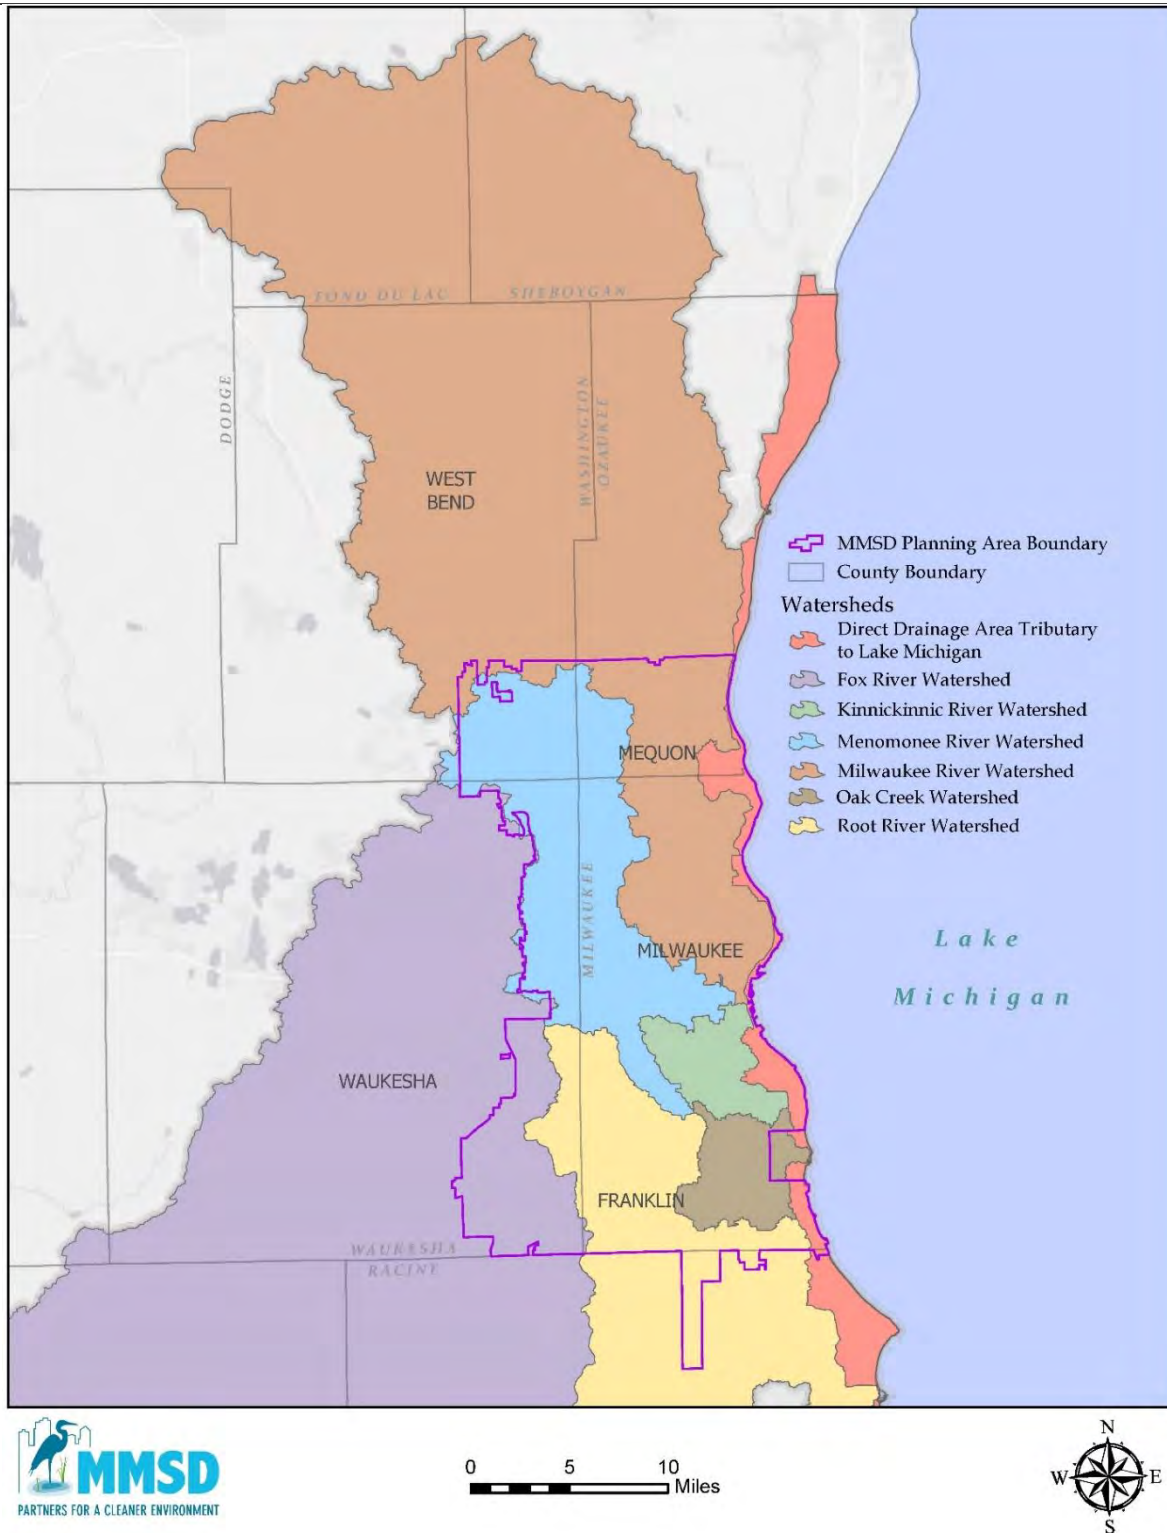 FOND DU LAC
SHEBOYGAN
DODGE
WASHINGTON
OZAUKEE
WEST
BEND
MMSD Planning Area Boundary
County Boundary
Watersheds
Direct Drainage Area Tributary
to Lake Michigan
Fox River Watershed
Kinnickinnic River Watershed
Menomonee River Watershed
Milwaukee River Watershed
Oak Creek Watershed
Root River Watershed
MEQUON
MILWAUKEE
MILWAUKEE
Lake
Michigan
WAUKESHA
FRANKLIN
WAUKASHA
RACINE
MMSD
PARTNERS FOR A CLEANER ENVIRONMENT
0 5 10
Miles
N
W E
S